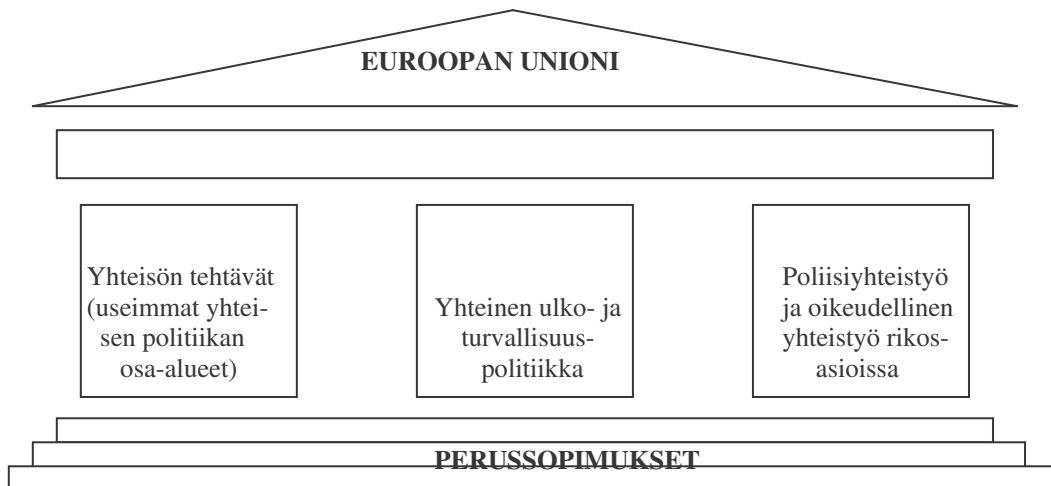 EUROOPAN UNIONI
Yhteisön tehtävät
(useimmat yhtei-
sen politiikan
osa-alueet)
Yhteinen ulko- ja
turvallisuus-
politiikka
Poliisiyhteistyö
ja oikeudellinen
yhteistyö rikos-
asioissa
PERUSSOPIMUKSET